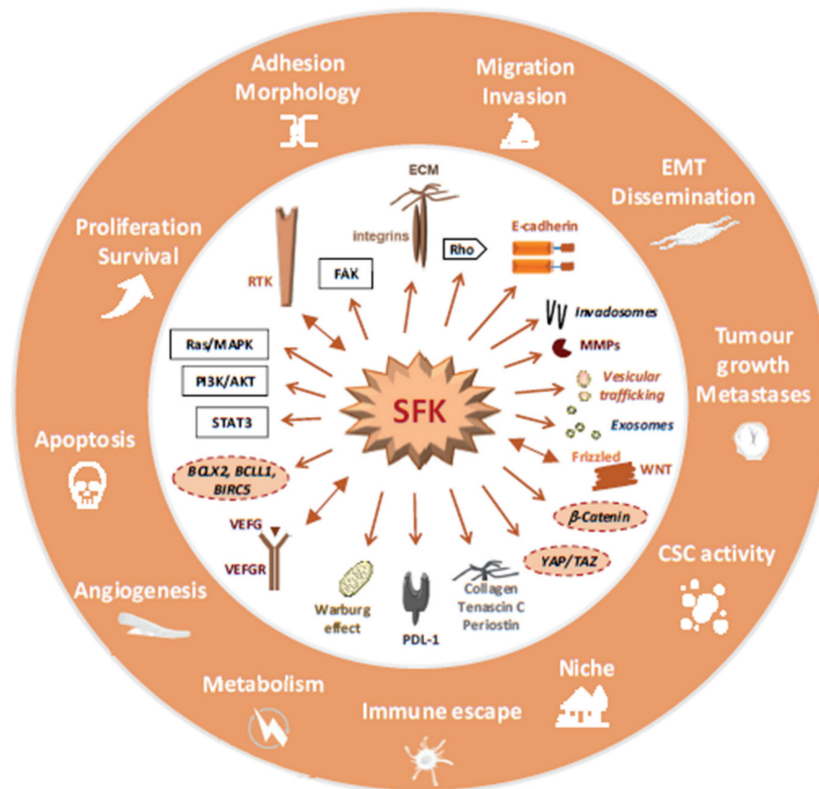 Adhesion
Morphology
Migration
Invasion
EMT
Dissemination
Tumour
growth
Metastases
CSC activity
Niche
Immune escape
Metabolism
Angiogenesis
Apoptosis
Proliferation
Survival
ECM
integrins
Rho
E-cadherin
Invadosomes
MMPs
Vesicular
trafficking
Exosomes
Frizzled
WNT
β-Catenin
YAP/TAZ
Collagen
Tenascin C
Periostin
PDL-1
Warburg
effect
VEFG
VEFGR
BCLX2, BCLL1,
BIRC5
STAT3
PI3K/AKT
Ras/MAPK
RTK
FAK
SFK